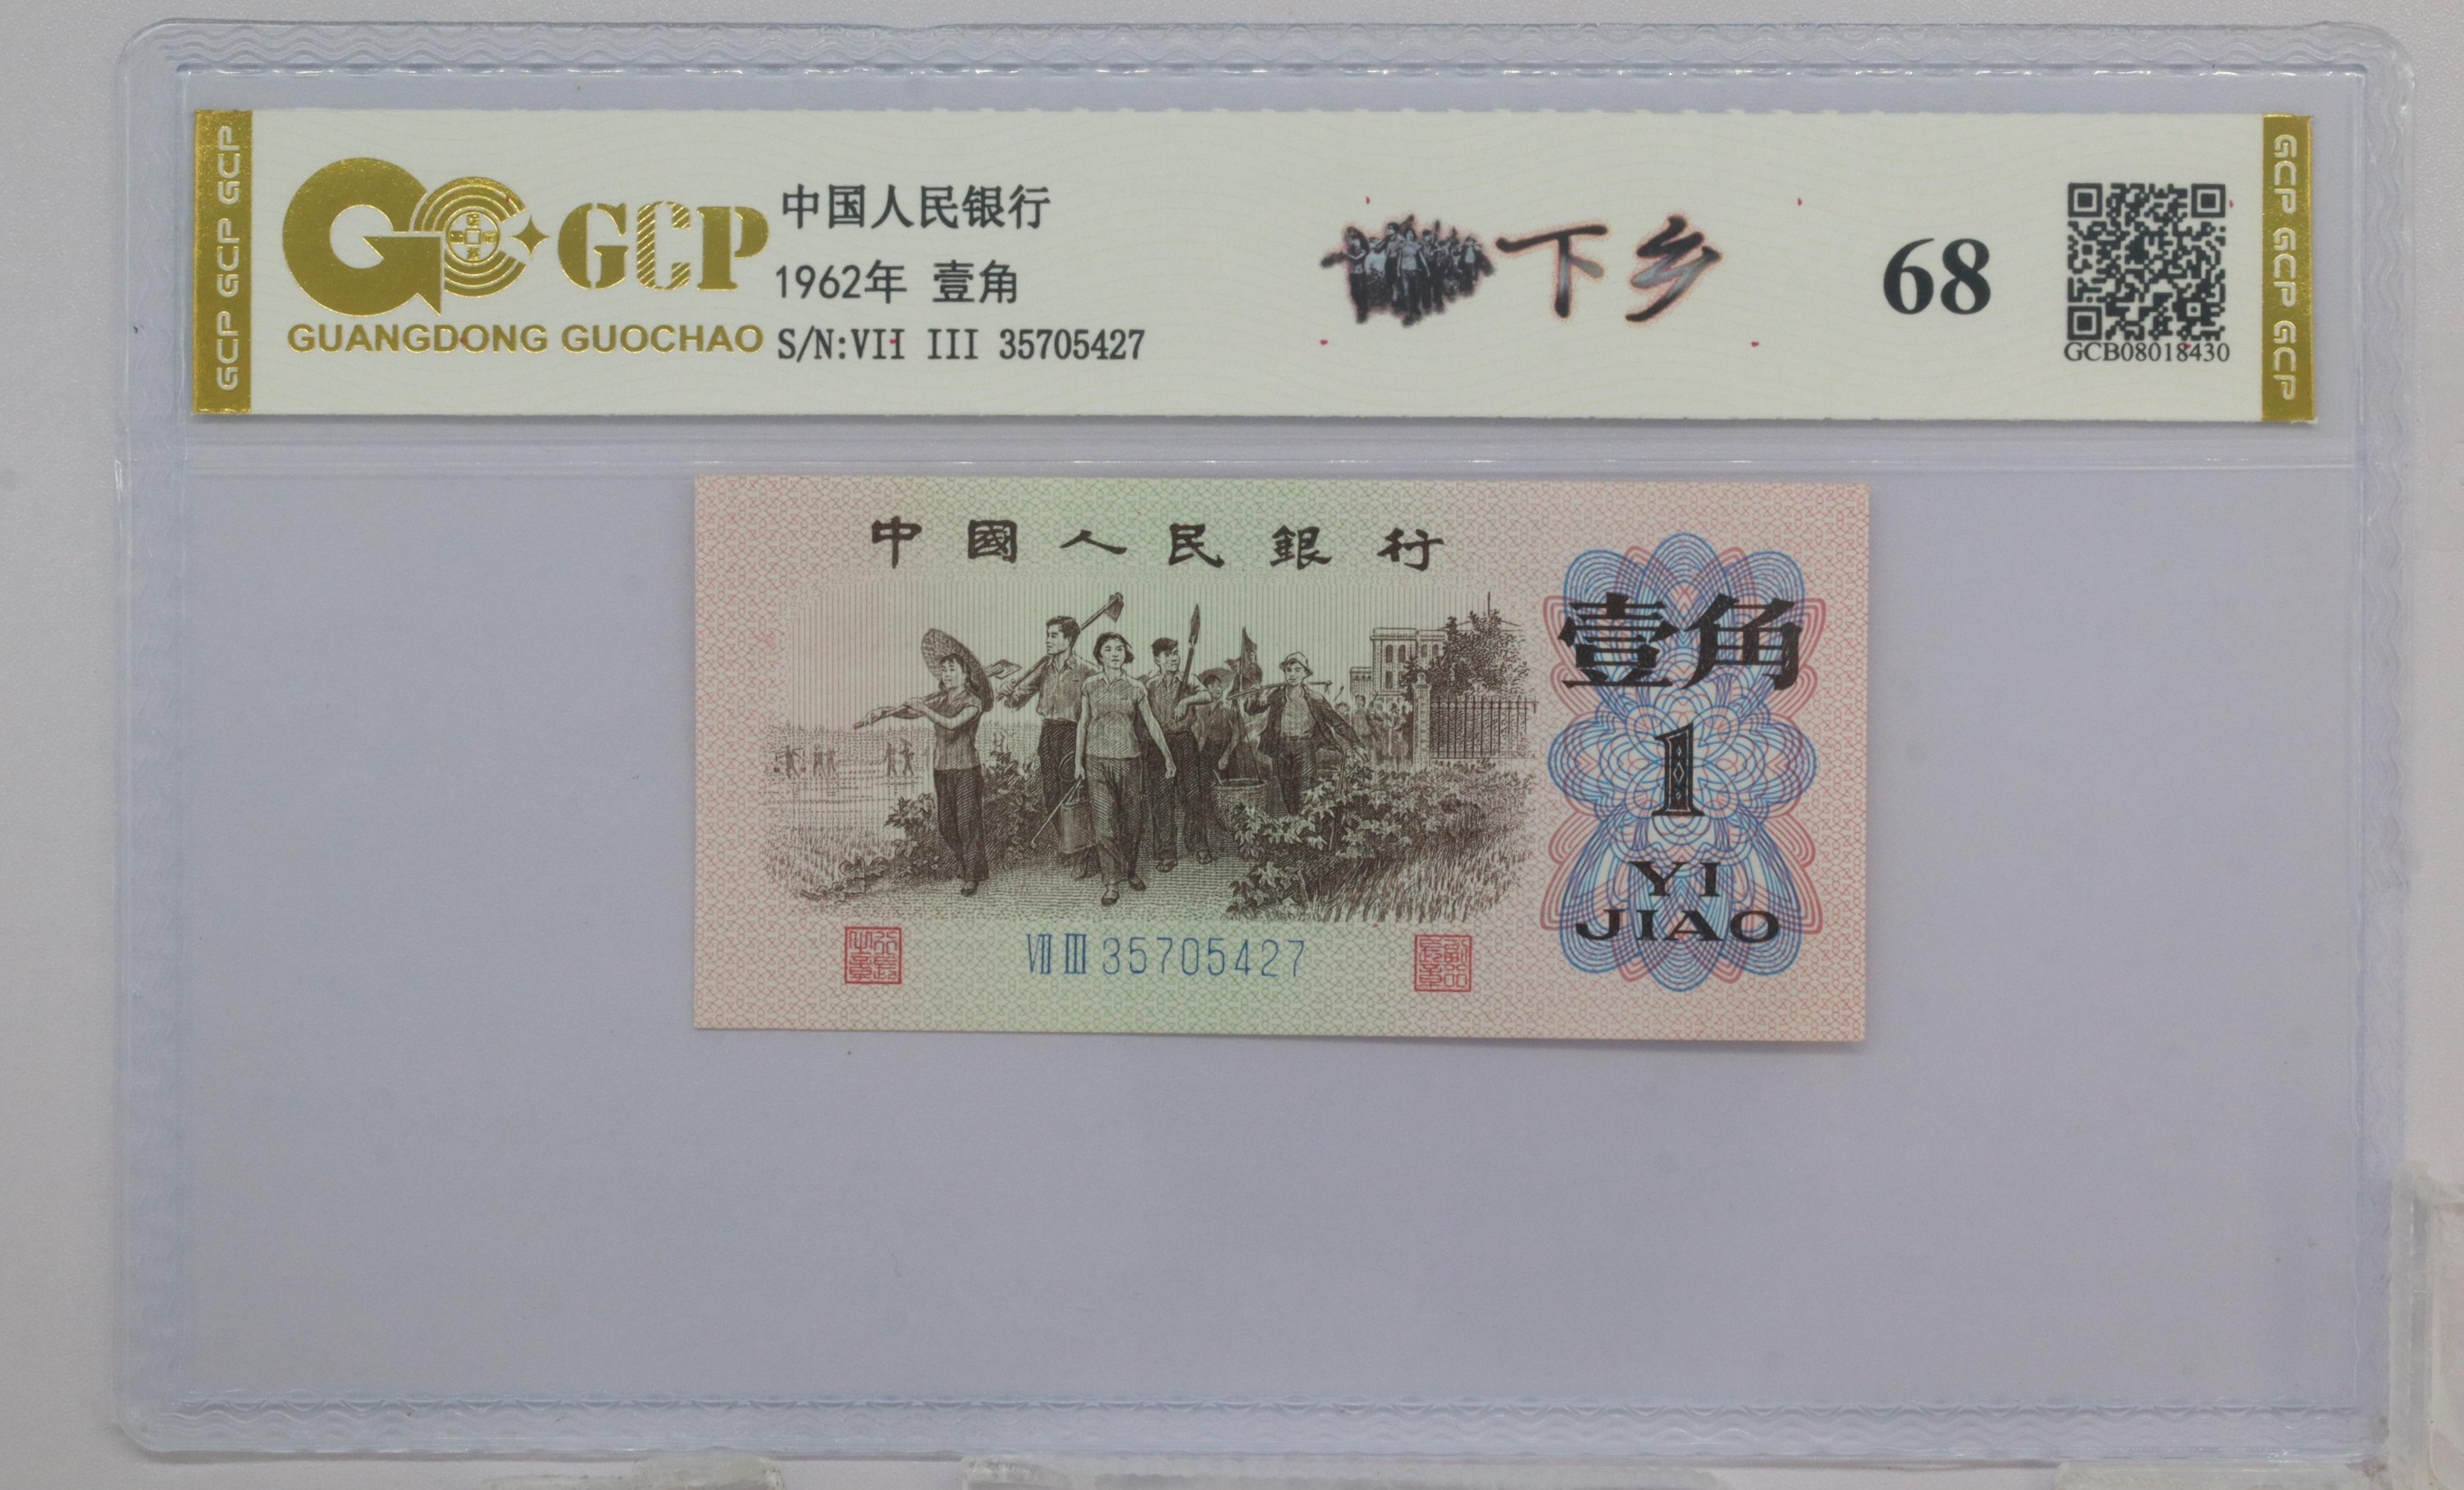 GCP GCP GCP
GCP
GUANGDONG GUOCHAO
中国人民银行
1962年 壹角
S/N:VII III 35705427
下乡
68
GCB08018430
GCP GCP GCP
中國人民銀行
壹角
1
YI
JIAO
VII III 35705427